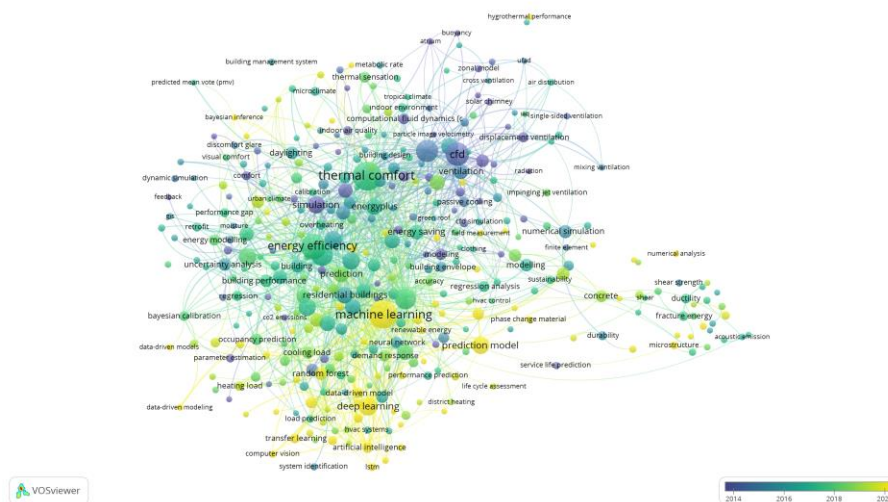 hygrothermal performance
buoyancy
atrium
building management system
metabolic rate
zonal model
ufad
thermal sensation
cross ventilation
air distribution
predicted mean vote (pmv)
microclimate
tropical climate
solar chimney
indoor environment
bayesian inference
computational fluid dynamics (c
single-sided ventilation
indoor air quality
particle image velocimetry
displacement ventilation
discomfort glare
daylighting
building design
cfd
visual comfort
mixing ventilation
dynamic simulation
comfort
thermal comfort
ventilation
radiation
feedback
urban climate
calibration
passive cooling
impinging jet ventilation
simulation
energyplus
gis
performance gap
green roof
cfd simulation
retrofit
moisture
overheating
energy saving
field measurement
numerical simulation
energy modelling
energy efficiency
clothing
finite element
modeling
numerical analysis
uncertainty analysis
building
building envelope
modelling
prediction
building performance
accuracy
regression analysis
sustainability
shear strength
regression
residential buildings
hvac control
concrete
shear
ductility
bayesian calibration
co2 emissions
machine learning
phase change material
fracture energy
renewable energy
occupancy prediction
neural network
prediction model
durability
acoustic emission
data-driven models
cooling load
demand response
microstructure
parameter estimation
service life prediction
random forest
performance prediction
heating load
life cycle assessment
data-driven model
district heating
data-driven modeling
deep learning
load prediction
hvac systems
transfer learning
artificial intelligence
computer vision
system identification
lstm
VOSviewer
2014 2016 2018